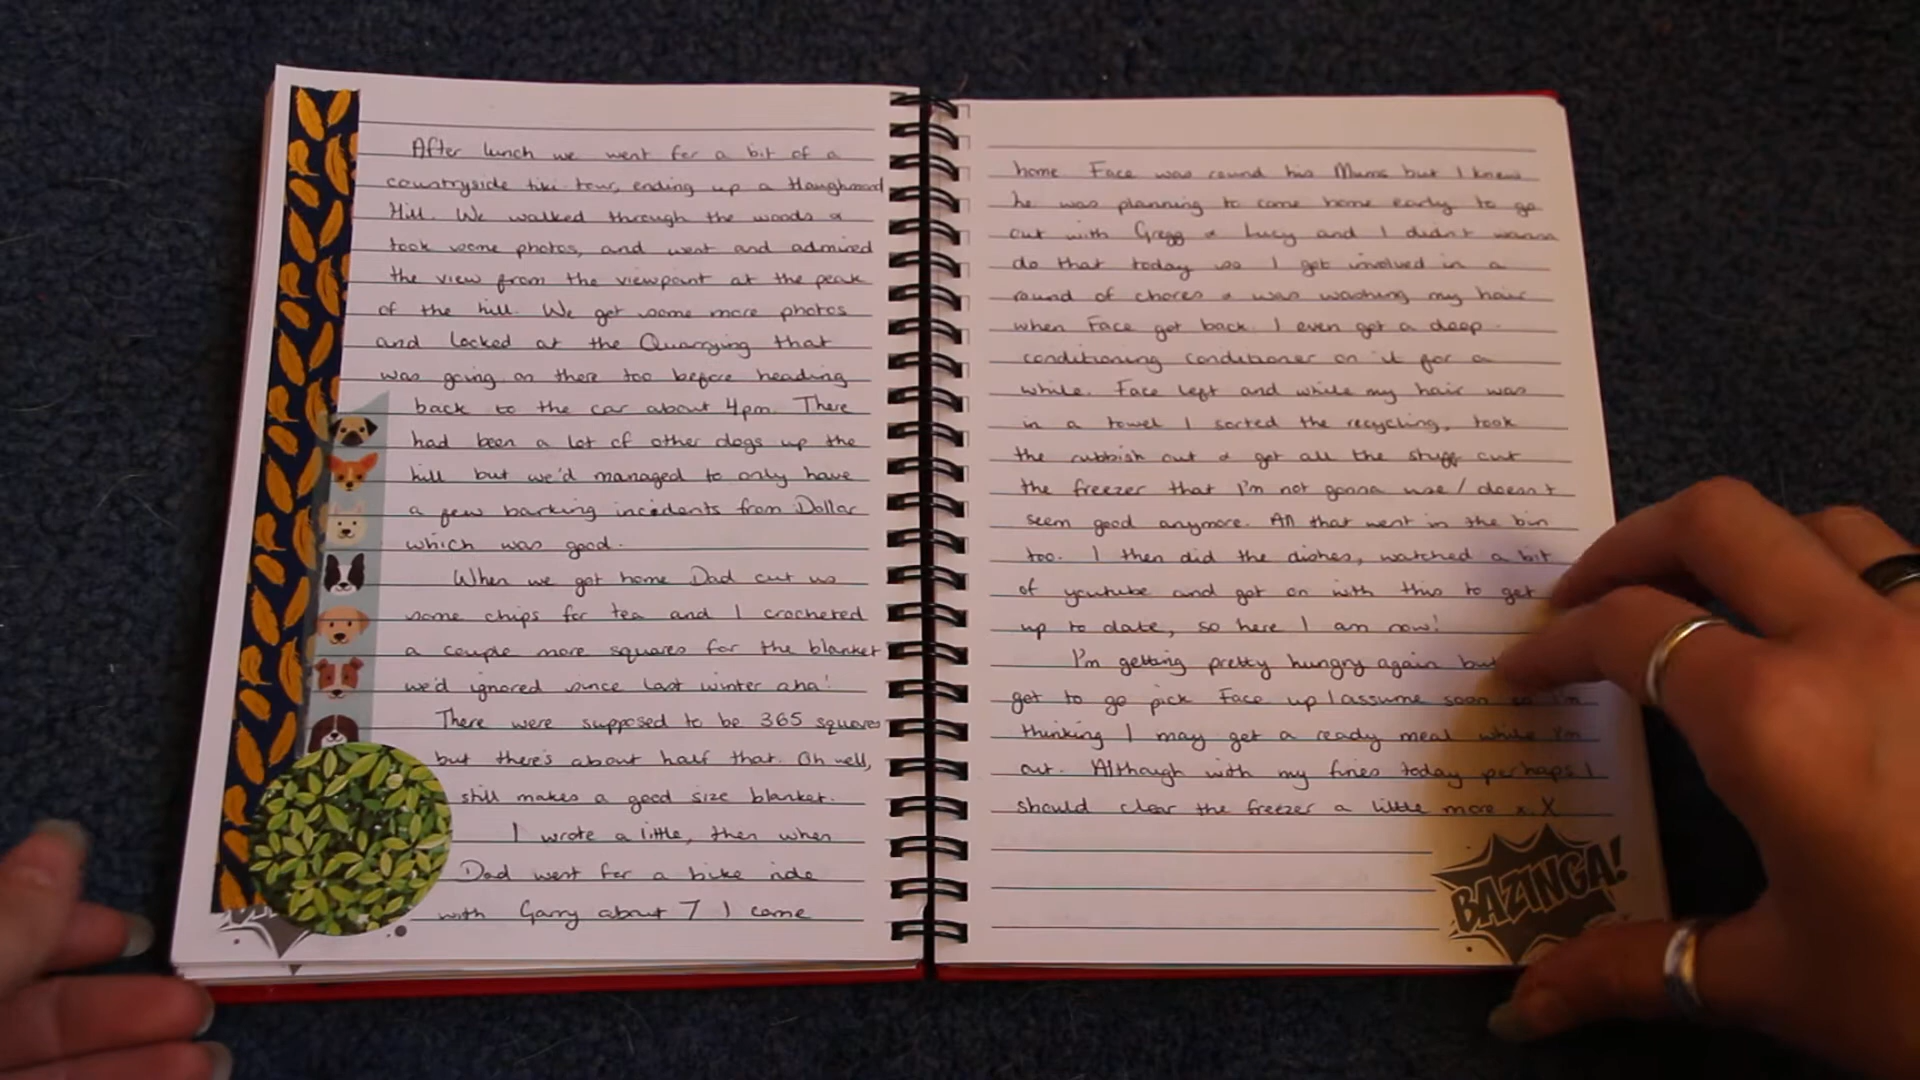 After lunch we went for a bit of a
countryside tiki-tour, ending up a Haughmond
Hill. We walked through the woods &
took some photos, and went and admired
the view from the viewpoint at the peak
of the hill. We got some more photos
and looked at the Quarrying that
was going on there too before heading
back to the car about 4pm. There
had been a lot of other dogs up the
hill but we'd managed to only have
a few barking incidents from Dollar
which was good.
When we got home Dad cut us
some chips for tea and I crocheted
a couple more squares for the blanket
we'd ignored since last winter aha!
There were supposed to be 365 squares
but there's about half that. Oh well,
still makes a good size blanket.
I wrote a little, then when
Dad went for a bike ride
with Garry about 7 I came
home. Face was round his Mums but I knew
he was planning to come home early to go
out with Gregg & Lucy and I didn't wanna
do that today so I got involved in a
round of chores & was washing my hair
when Face got back. I even got a deep
conditioning conditioner on it for a
while. Face left and while my hair was
in a towel I sorted the recycling, took
the rubbish out & got all the stuff out
the freezer that I'm not gonna use/doesn't
seem good anymore. All that went in the bin
too. I then did the dishes, watched a bit
of youtube and got on with this to get
up to date, so here I am now!
I'm getting pretty hungry again but
get to go pick Face up I assume soon so I'm
thinking I may get a ready meal while I'm
out. Although with my fines today perhaps I
should clear the freezer a little more x.X
BAZINGA!